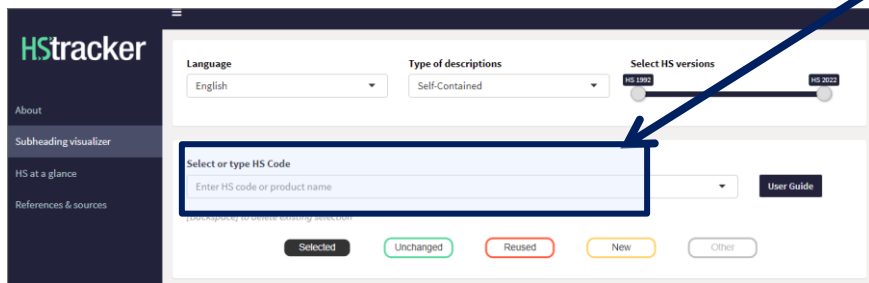 ☰
HStracker
About
Subheading visualizer
HS at a glance
References & sources
Language
English
Type of descriptions
Self-Contained
Select HS versions
HS 1992
HS 2022
Select or type HS Code
Enter HS code or product name
User Guide
[backspace] to delete existing selection
Selected
Unchanged
Reused
New
Other